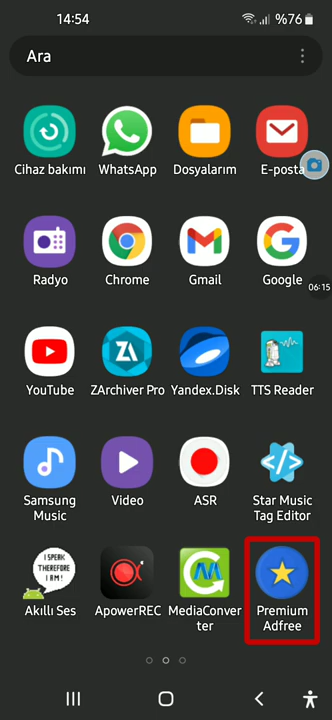 14:54
%76
Ara
Cihaz bakımı
WhatsApp
Dosyalarım
E-posta
Radyo
Chrome
Gmail
Google
06:15
YouTube
ZArchiver Pro
Yandex.Disk
TTS Reader
Samsung
Music
Video
ASR
Star Music
Tag Editor
I SPEAK
THEREFORE
I AM!
Akıllı Ses
ApowerREC
MediaConver
ter
Premium
Adfree